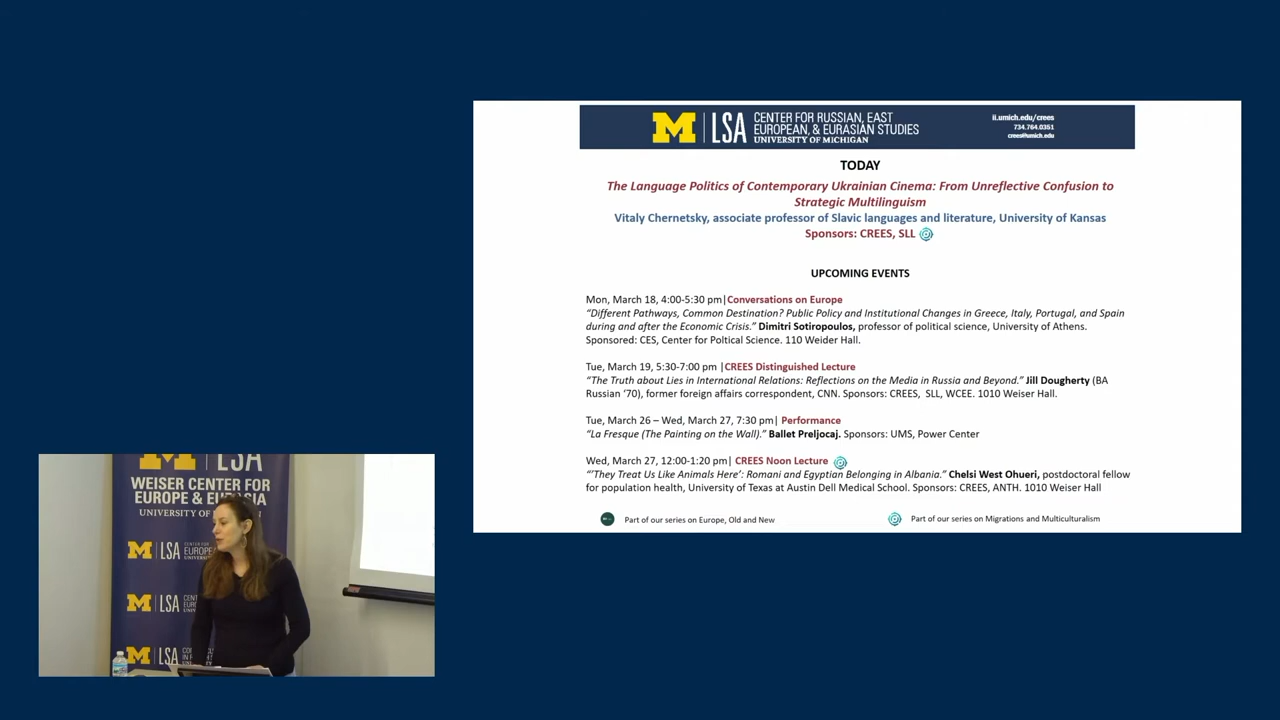 M LSA CENTER FOR RUSSIAN, EAST
EUROPEAN, & EURASIAN STUDIES
UNIVERSITY OF MICHIGAN
ii.umich.edu/crees
734.764.0351
crees@umich.edu
TODAY
The Language Politics of Contemporary Ukrainian Cinema: From Unreflective Confusion to
Strategic Multilinguism
Vitaly Chernetsky, associate professor of Slavic languages and literature, University of Kansas
Sponsors: CREES, SLL
UPCOMING EVENTS
Mon, March 18, 4:00-5:30 pm|Conversations on Europe
“Different Pathways, Common Destination? Public Policy and Institutional Changes in Greece, Italy, Portugal, and Spain
during and after the Economic Crisis.” Dimitri Sotiropoulos, professor of political science, University of Athens.
Sponsored: CES, Center for Poltical Science. 110 Weider Hall.
Tue, March 19, 5:30-7:00 pm |CREES Distinguished Lecture
“The Truth about Lies in International Relations: Reflections on the Media in Russia and Beyond.” Jill Dougherty (BA
Russian ’70), former foreign affairs correspondent, CNN. Sponsors: CREES, SLL, WCEE. 1010 Weiser Hall.
Tue, March 26 – Wed, March 27, 7:30 pm| Performance
“La Fresque (The Painting on the Wall).” Ballet Preljocaj. Sponsors: UMS, Power Center
Wed, March 27, 12:00-1:20 pm| CREES Noon Lecture
“‘They Treat Us Like Animals Here’: Romani and Egyptian Belonging in Albania.” Chelsi West Ohueri, postdoctoral fellow
for population health, University of Texas at Austin Dell Medical School. Sponsors: CREES, ANTH. 1010 Weiser Hall
Part of our series on Europe, Old and New
Part of our series on Migrations and Multiculturalism
M LSA
WEISER CENTER FOR
EUROPE & EURASIA
UNIVERSITY OF
M LSA
EUROPE
M LSA
M LSA